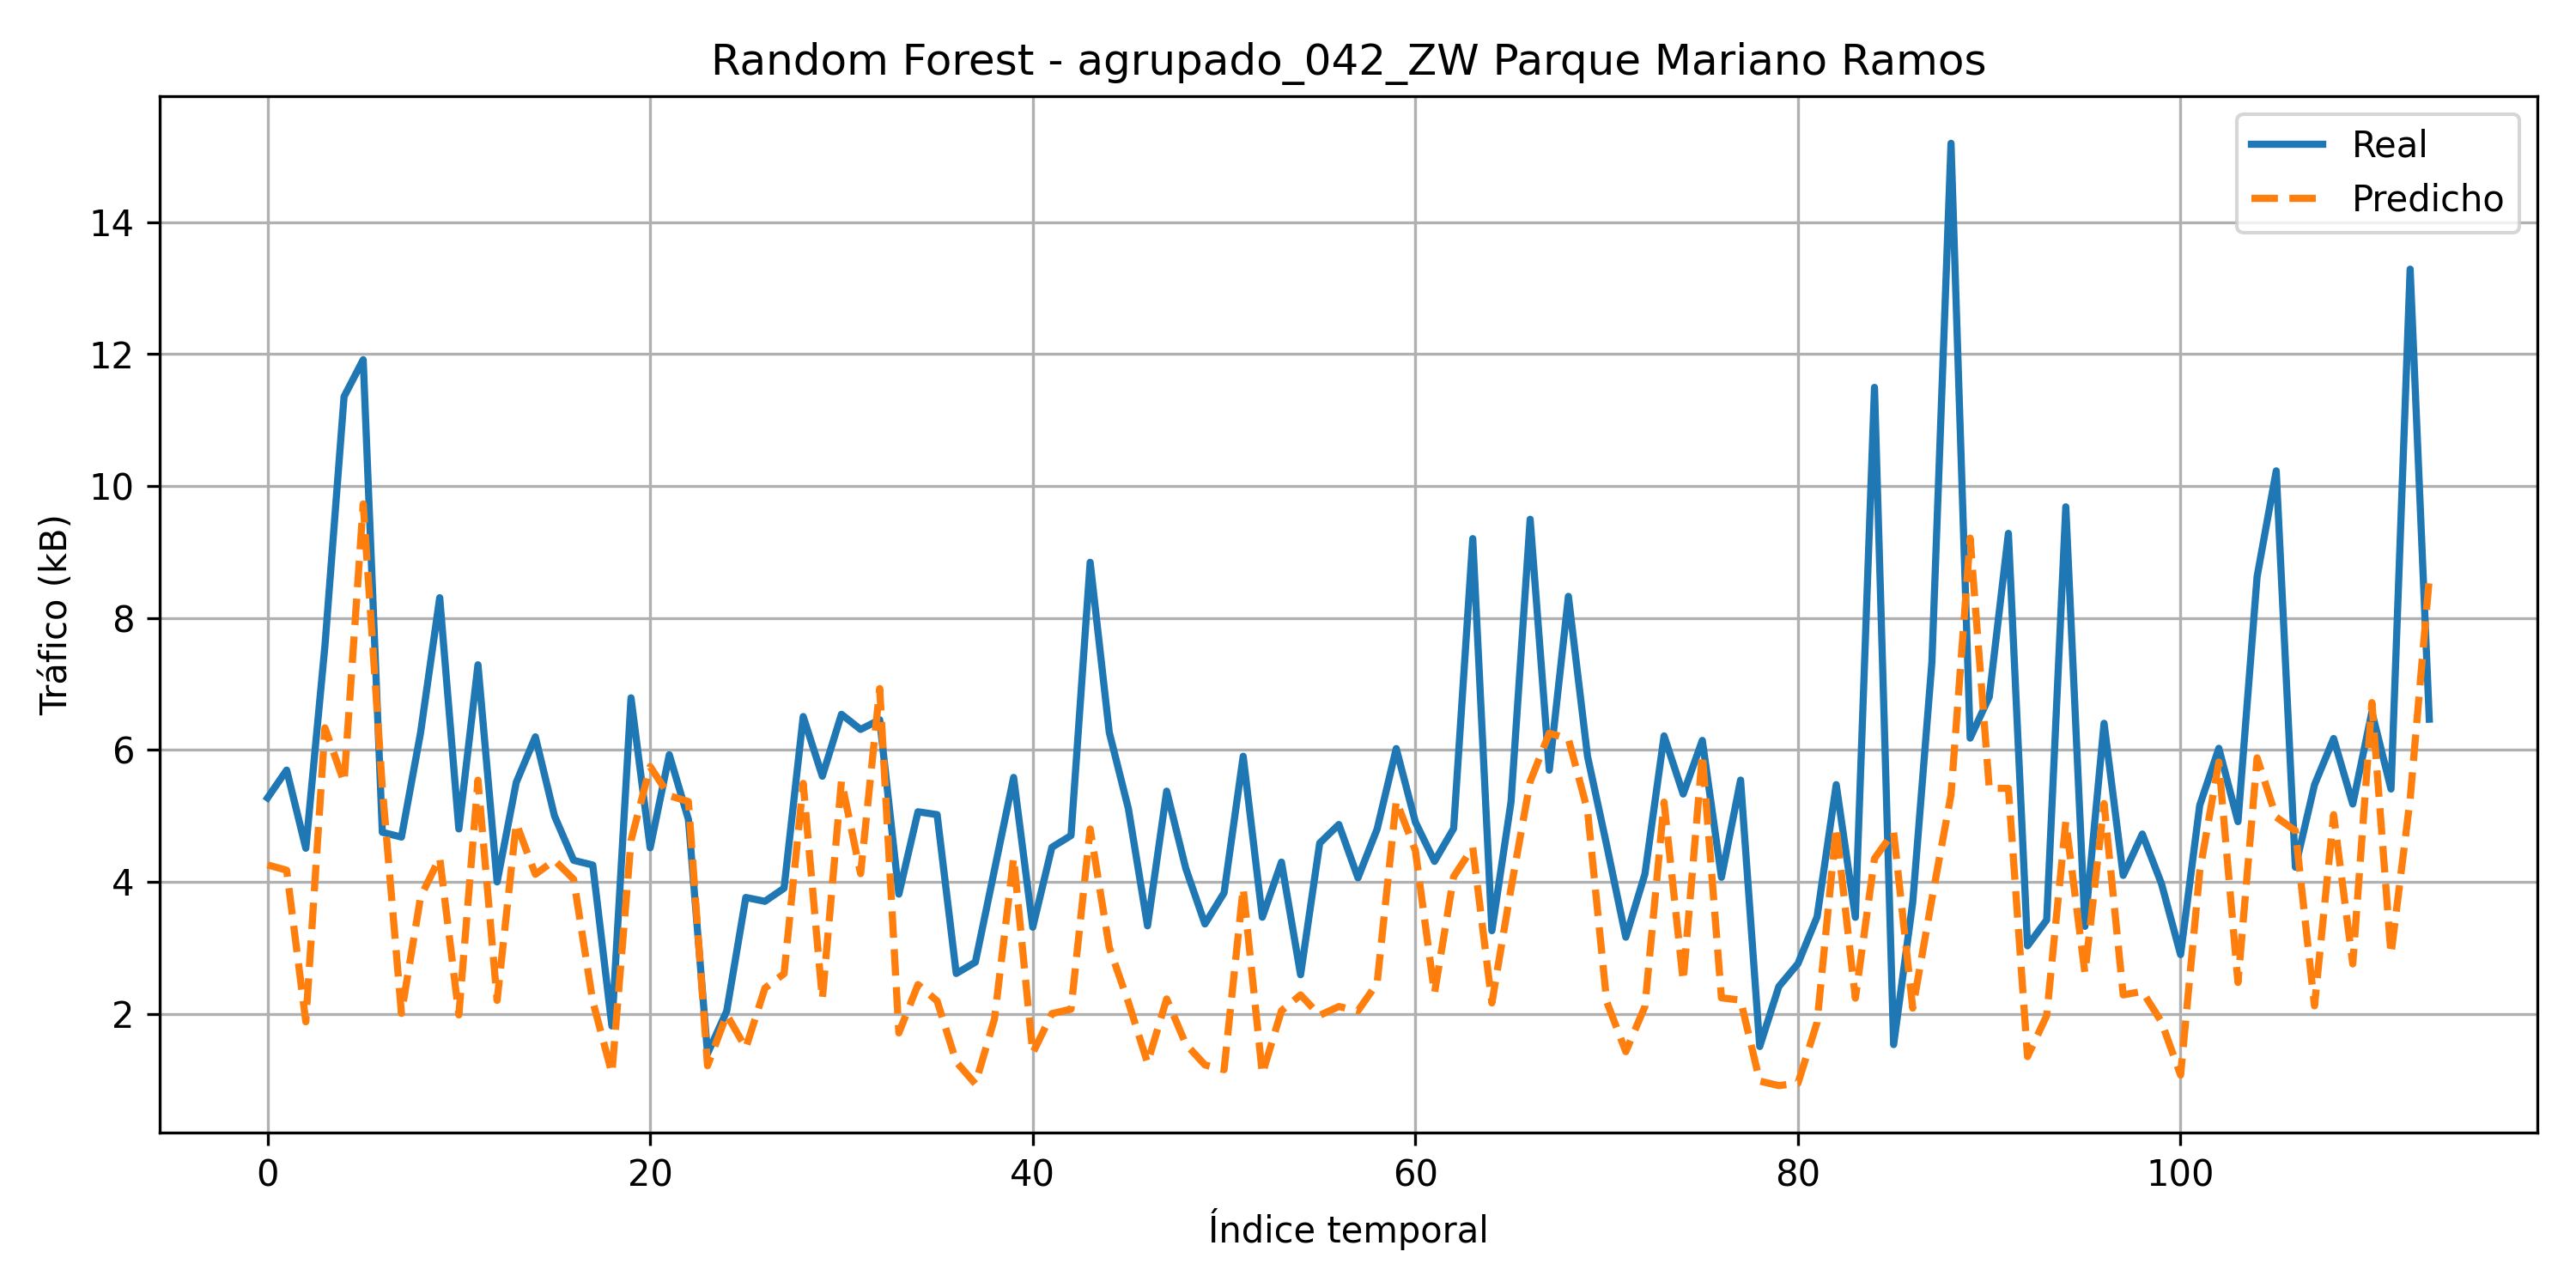 Random Forest - agrupado_042_ZW Parque Mariano Ramos
Real
Predicho
Tráfico (kB)
14
12
10
8
6
4
2
0 20 40 60 80 100
Índice temporal